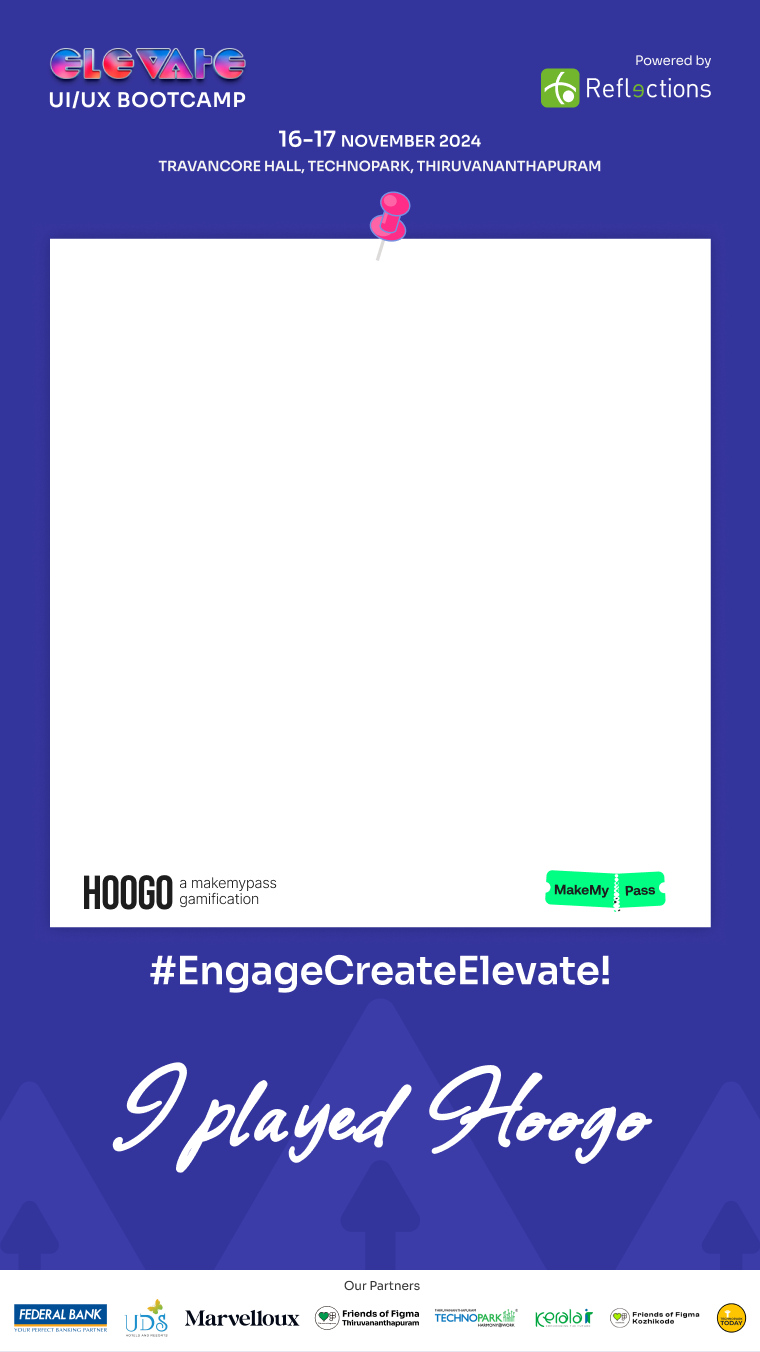 ELEVATE
UI/UX BOOTCAMP
Powered by
Reflections
16-17 NOVEMBER 2024
TRAVANCORE HALL, TECHNOPARK, THIRUVANANTHAPURAM
HOOGO a makemypass
gamification
MakeMy Pass
#EngageCreateElevate!
I played Hoogo
Our Partners
FEDERAL BANK
YOUR PERFECT BANKING PARTNER
UDS
HOTELS AND RESORTS
Marvelloux
Friends of Figma
Thiruvananthapuram
TECHNOPARK
HARMONY@WORK
Kerala ir
Friends of Figma
Kozhikode
TODAY